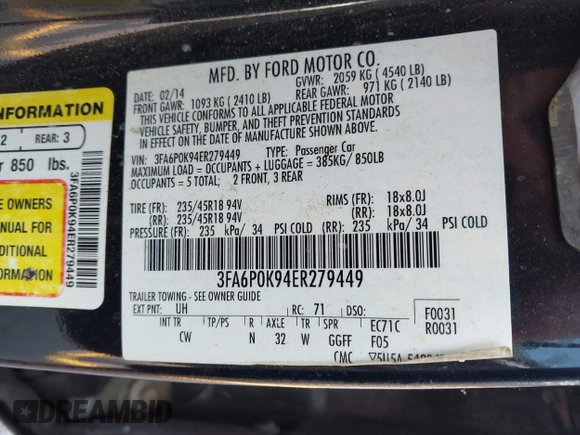 MFD. BY FORD MOTOR CO.
DATE: 02/14 GVWR: 2059 KG ( 4540 LB)
FRONT GAWR: 1093 KG ( 2410 LB) REAR GAWR: 971 KG ( 2140 LB)
THIS VEHICLE CONFORMS TO ALL APPLICABLE FEDERAL MOTOR
VEHICLE SAFETY, BUMPER, AND THEFT PREVENTION STANDARDS
IN EFFECT ON THE DATE OF MANUFACTURE SHOWN ABOVE.
VIN: 3FA6P0K94ER279449 TYPE: Passenger Car
MAXIMUM LOAD = OCCUPANTS + LUGGAGE = 385KG/ 850LB
OCCUPANTS = 5 TOTAL: 2 FRONT, 3 REAR
TIRE (FR): 235/45R18 94V RIMS (FR): 18x8.0J
(RR): 235/45R18 94V (RR): 18x8.0J
PRESSURE (FR): 235 kPa/ 34 PSI COLD (RR): 235 kPa/ 34 PSI COLD
3FA6P0K94ER279449
TRAILER TOWING - SEE OWNER GUIDE
EXT PNT: UH RC: 71 DSO: F0031
INT TR TP/PS R AXLE TR SPR EC71C R0031
CW N 32 W GGFF F05
CMC
INFORMATION
2 REAR: 3
850 lbs.
OWNERS
MANUAL FOR
ADDITIONAL
INFORMATION
3FA6P0K94ER279449
DREAMBID